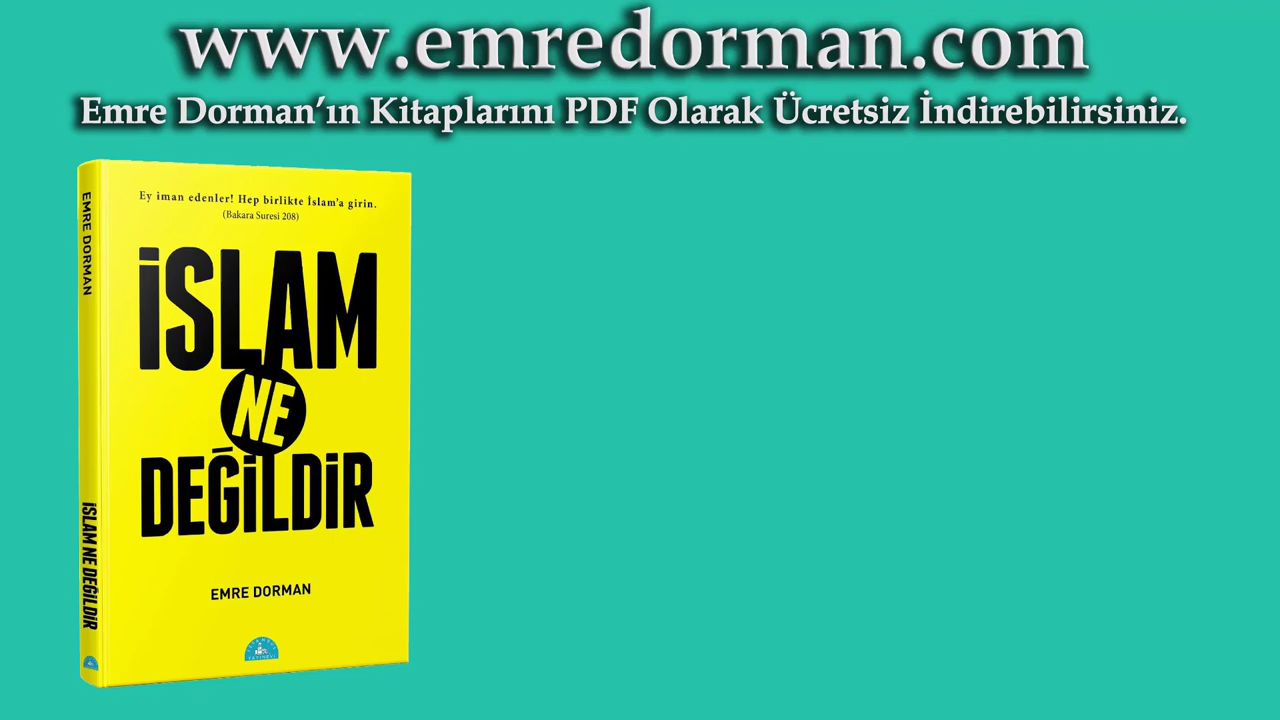 www.emredorman.com
Emre Dorman’ın Kitaplarını PDF Olarak Ücretsiz İndirebilirsiniz.
Ey iman edenler! Hep birlikte İslam’a girin.
(Bakara Suresi 208)
İSLAM
NE
DEĞİLDİR
EMRE DORMAN
EMRE DORMAN
İSLAM NE DEĞİLDİR